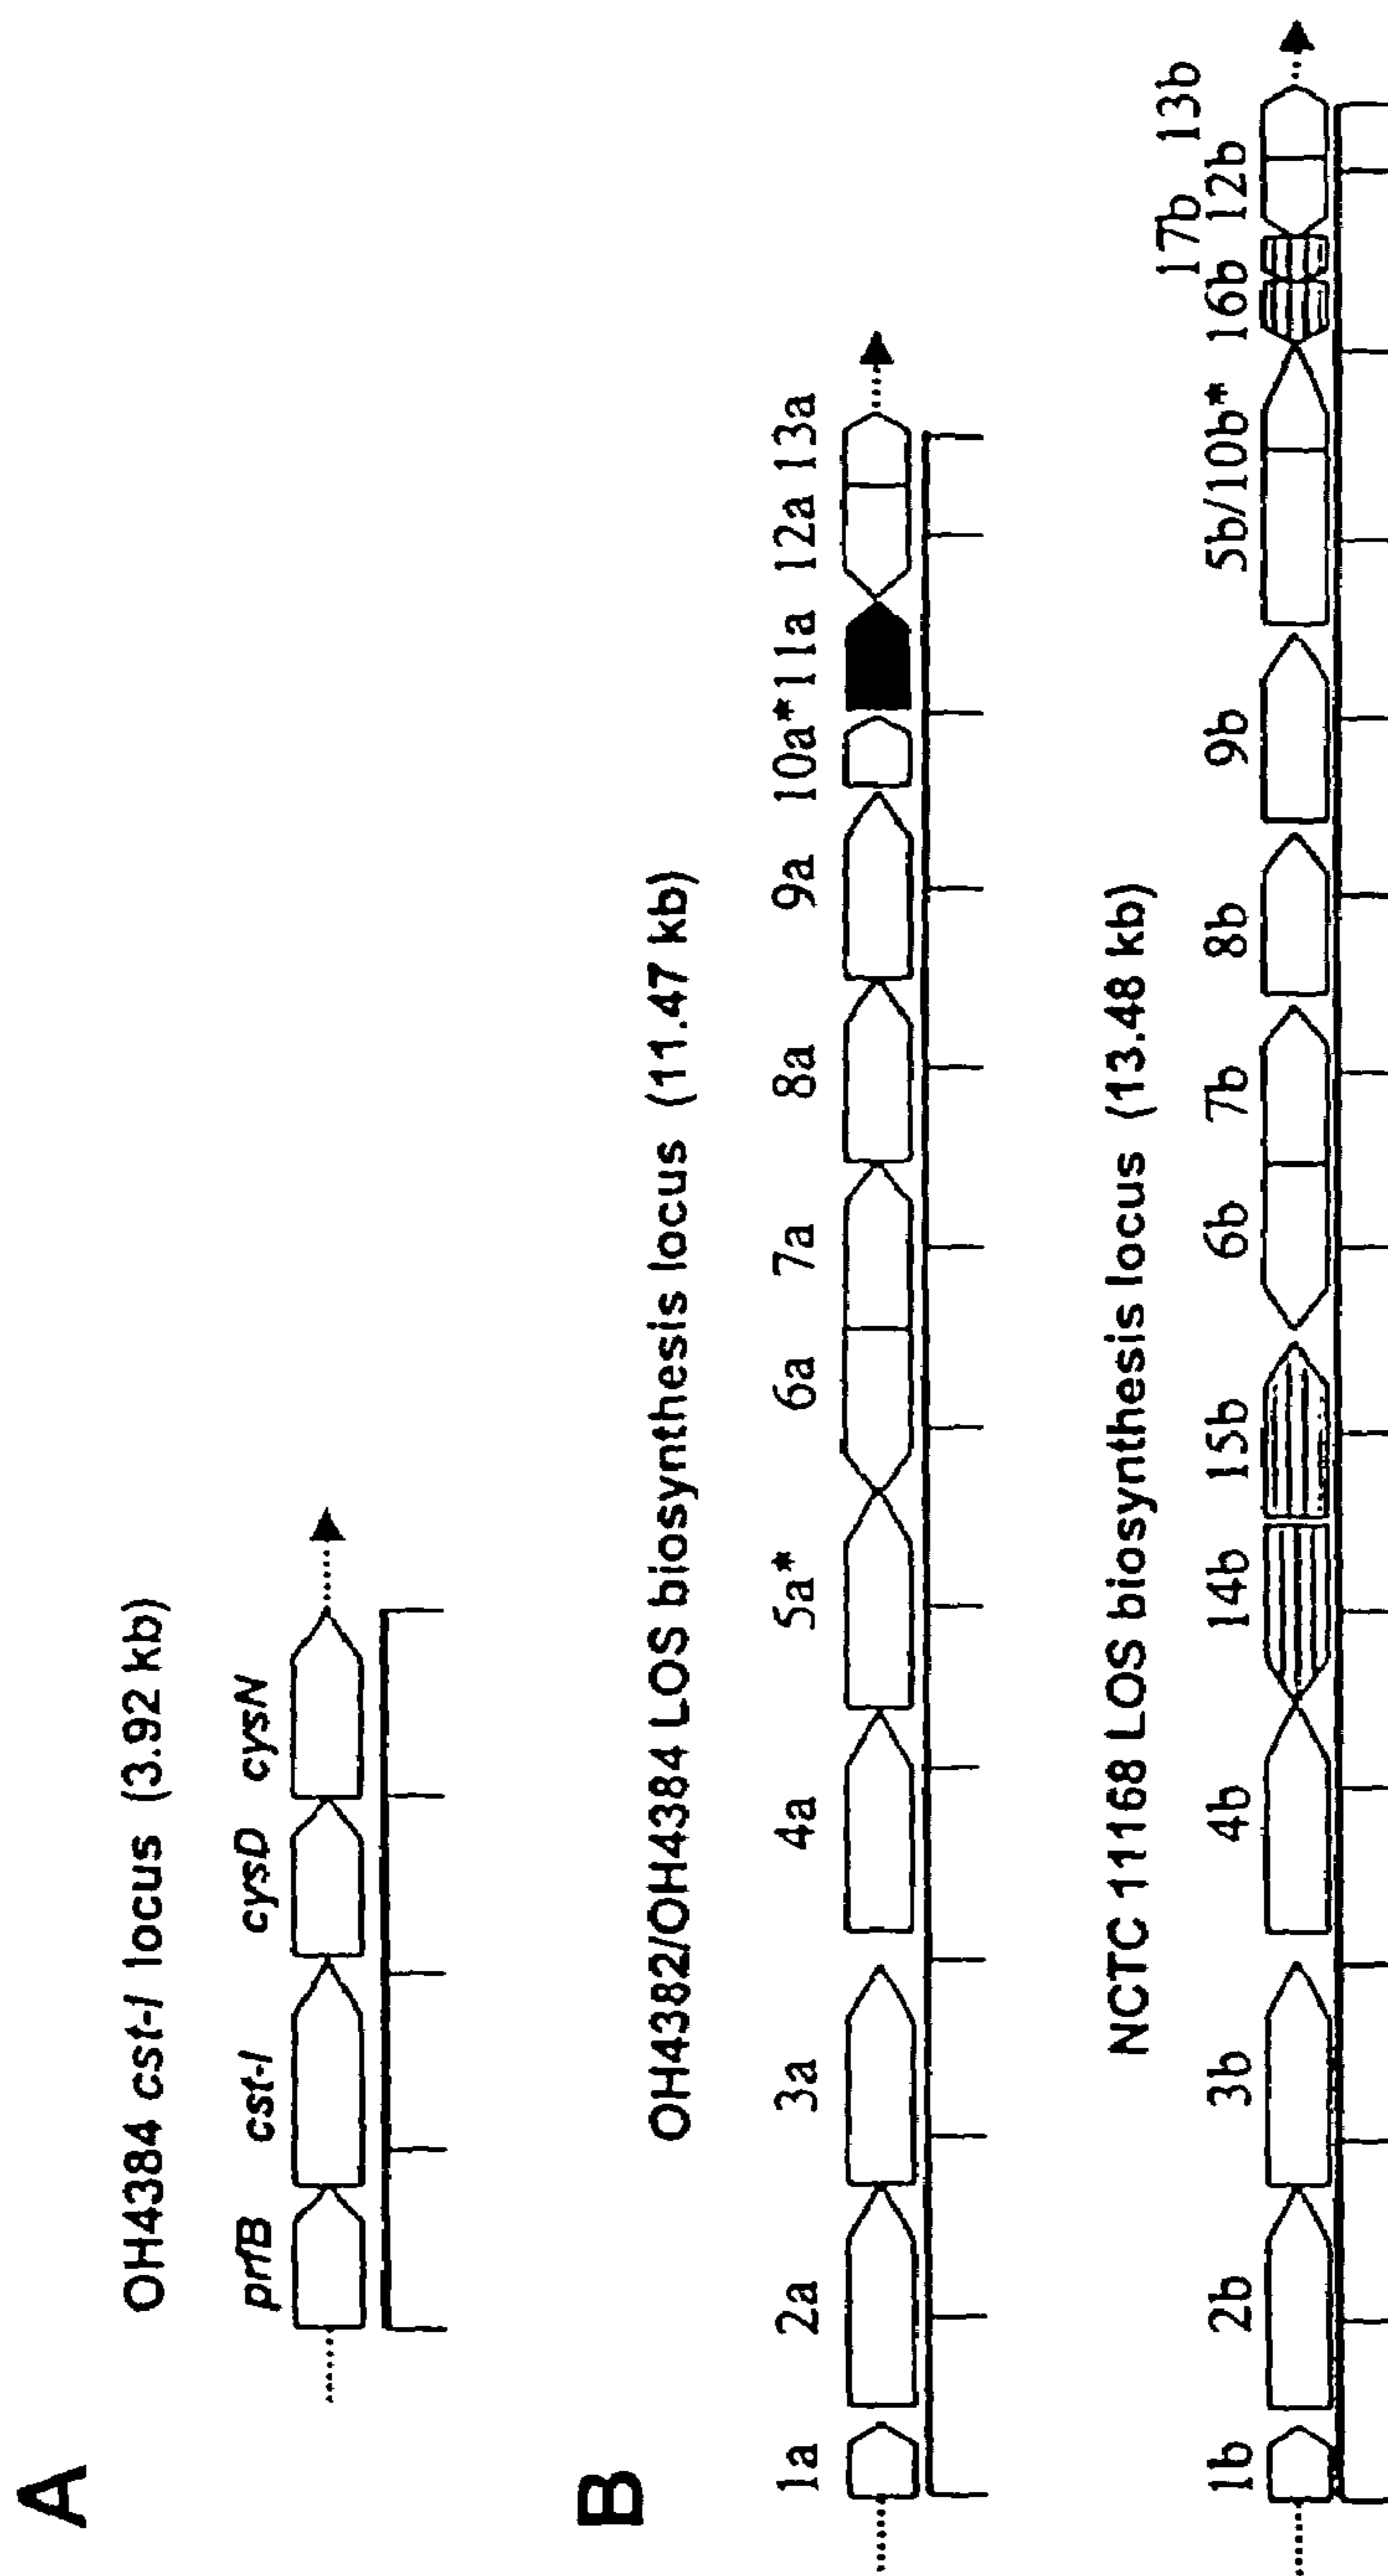 A
OH4384 cst-I locus (3.92 kb)
prfB cst-I cysD cysN
B
OH4382/OH4384 LOS biosynthesis locus (11.47 kb)
1a 2a 3a 4a 5a* 6a 7a 8a 9a 10a* 11a 12a 13a
NCTC 11168 LOS biosynthesis locus (13.48 kb)
17b 13b
1b 2b 3b 4b 14b 15b 6b 7b 8b 9b 5b/10b* 16b 12b